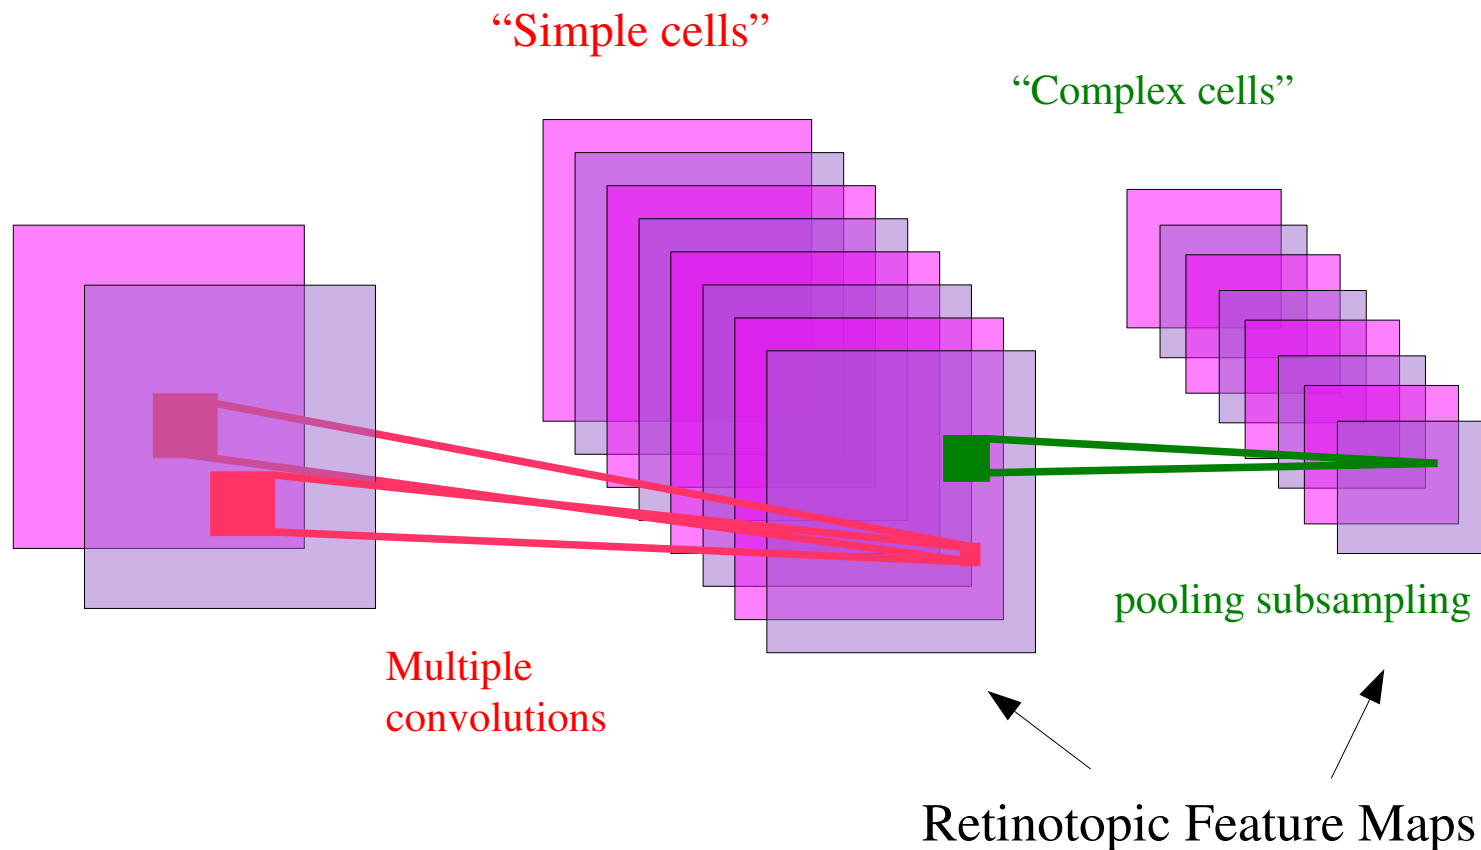 “Simple cells”
“Complex cells”
pooling subsampling
Multiple
convolutions
Retinotopic Feature Maps